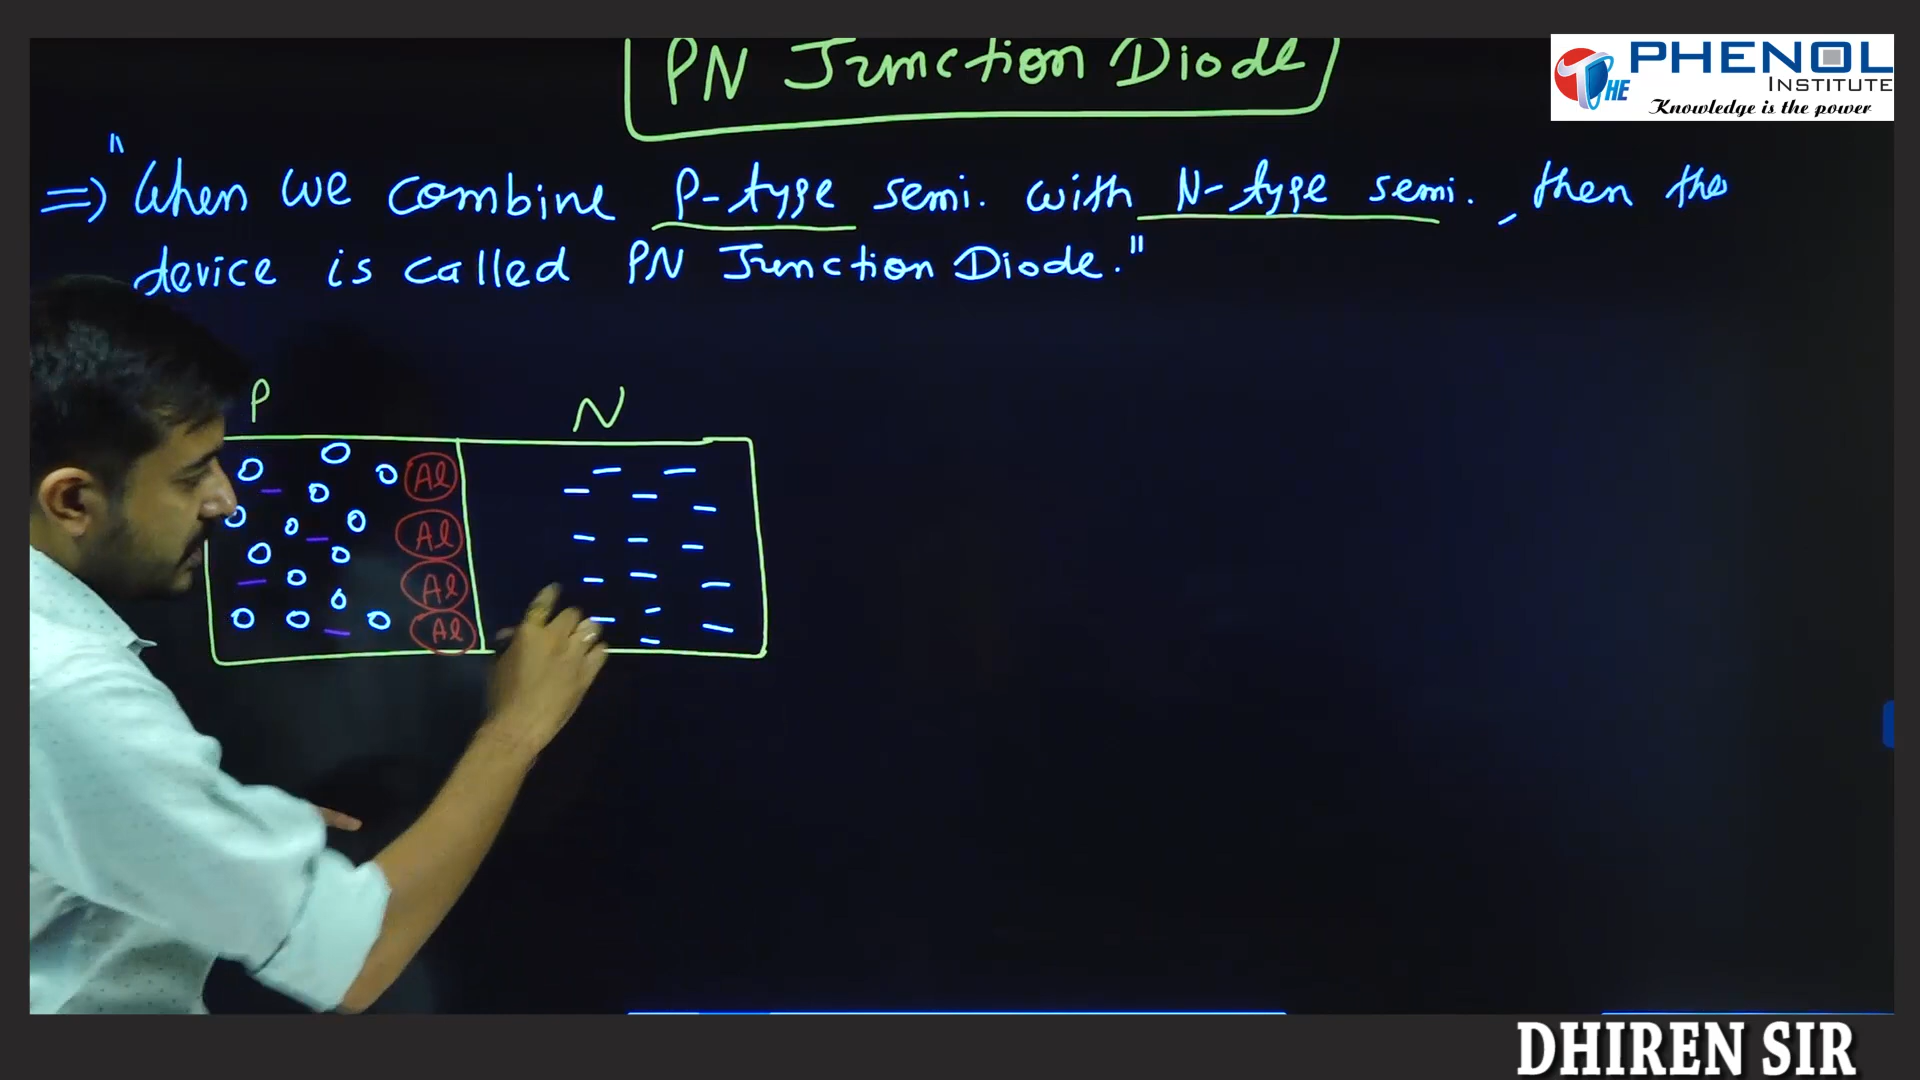 PN Junction Diode
THE PHENOL
INSTITUTE
Knowledge is the power
"
⇒ When we combine P-type semi. with N-type semi., then the
device is called PN Junction Diode."
P N
Al
Al
Al
Al
DHIREN SIR